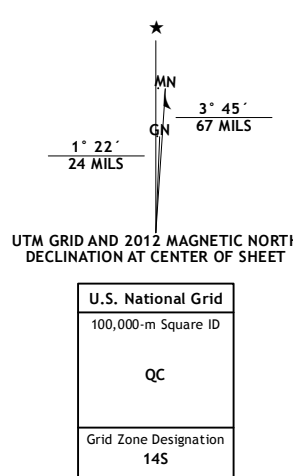 MN
3° 45´
GN
67 MILS
1° 22´
24 MILS
UTM GRID AND 2012 MAGNETIC NORTH
DECLINATION AT CENTER OF SHEET
U.S. National Grid
100,000-m Square ID
QC
Grid Zone Designation
14S